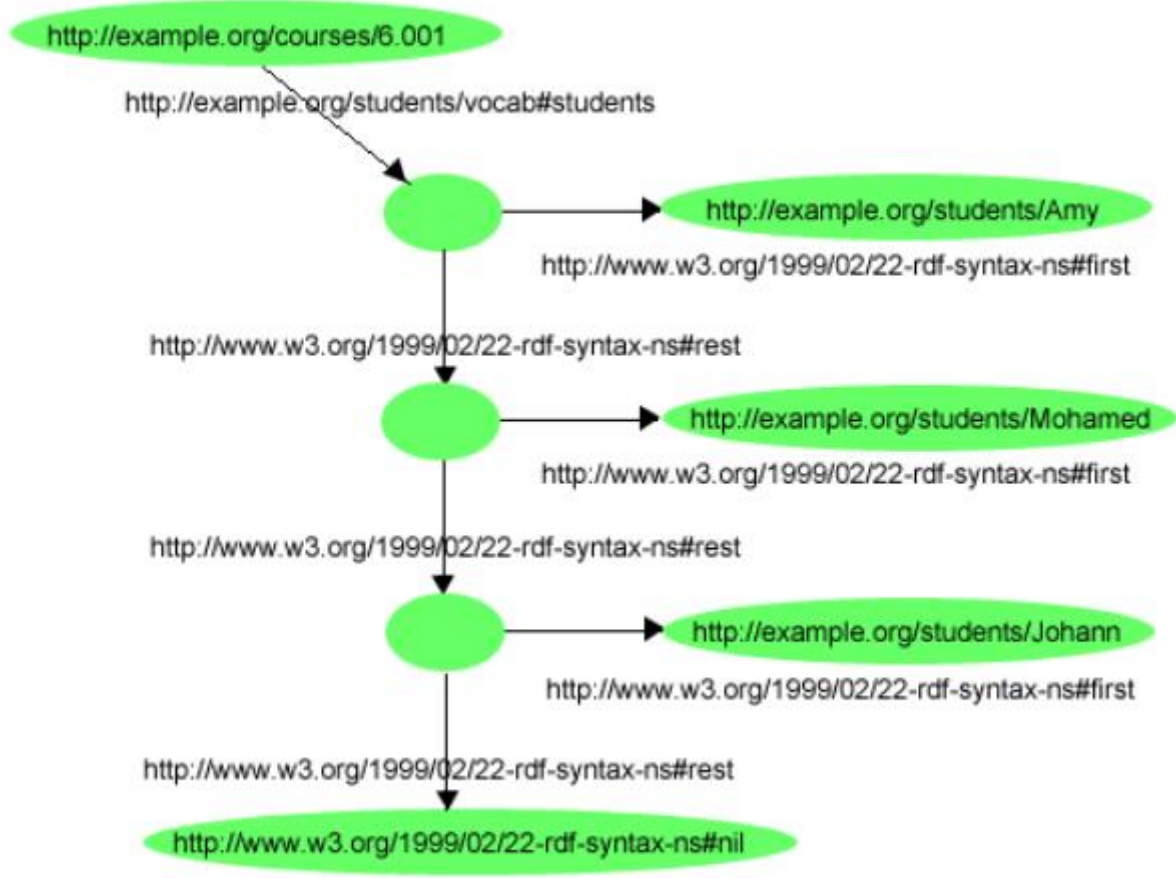 http://example.org/courses/6.001
http://example.org/students/vocab#students
http://example.org/students/Amy
http://www.w3.org/1999/02/22-rdf-syntax-ns#first
http://www.w3.org/1999/02/22-rdf-syntax-ns#rest
http://example.org/students/Mohamed
http://www.w3.org/1999/02/22-rdf-syntax-ns#first
http://www.w3.org/1999/02/22-rdf-syntax-ns#rest
http://example.org/students/Johann
http://www.w3.org/1999/02/22-rdf-syntax-ns#first
http://www.w3.org/1999/02/22-rdf-syntax-ns#rest
http://www.w3.org/1999/02/22-rdf-syntax-ns#nil